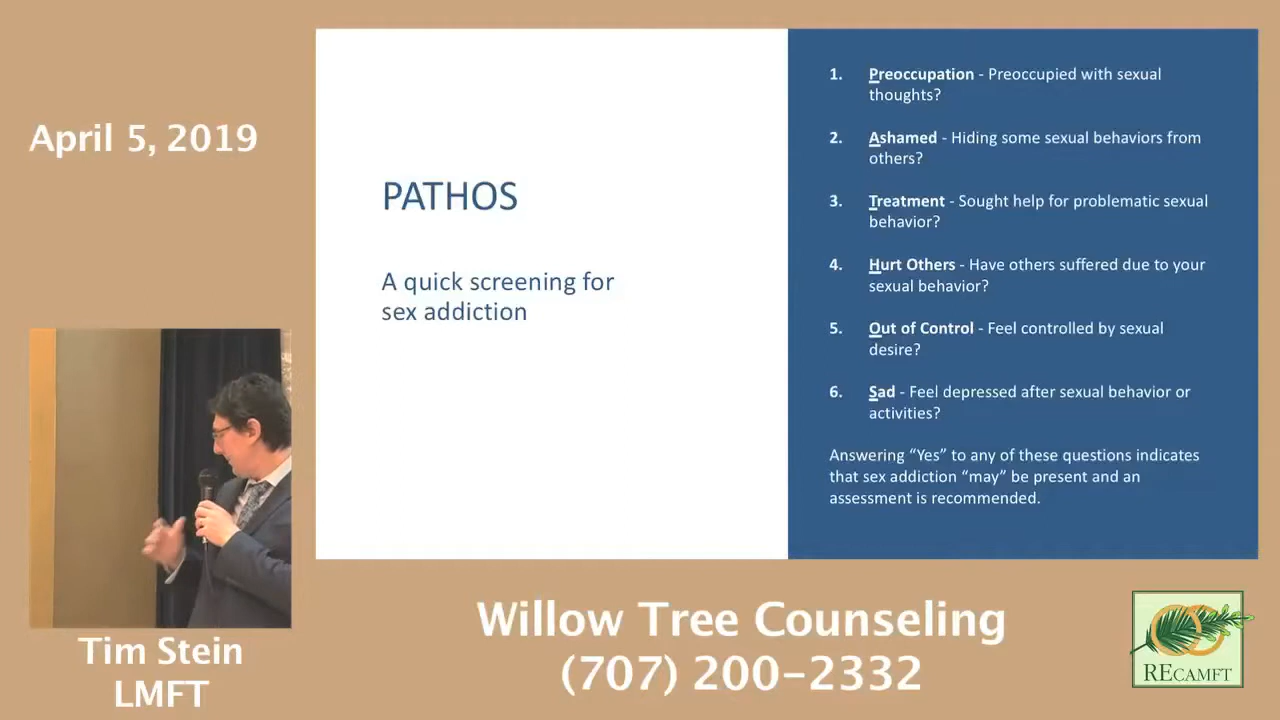 April 5, 2019
PATHOS
A quick screening for
sex addiction
1. Preoccupation - Preoccupied with sexual
thoughts?
2. Ashamed - Hiding some sexual behaviors from
others?
3. Treatment - Sought help for problematic sexual
behavior?
4. Hurt Others - Have others suffered due to your
sexual behavior?
5. Out of Control - Feel controlled by sexual
desire?
6. Sad - Feel depressed after sexual behavior or
activities?
Answering “Yes” to any of these questions indicates
that sex addiction “may” be present and an
assessment is recommended.
Tim Stein
LMFT
Willow Tree Counseling
(707) 200-2332
RECAMFT